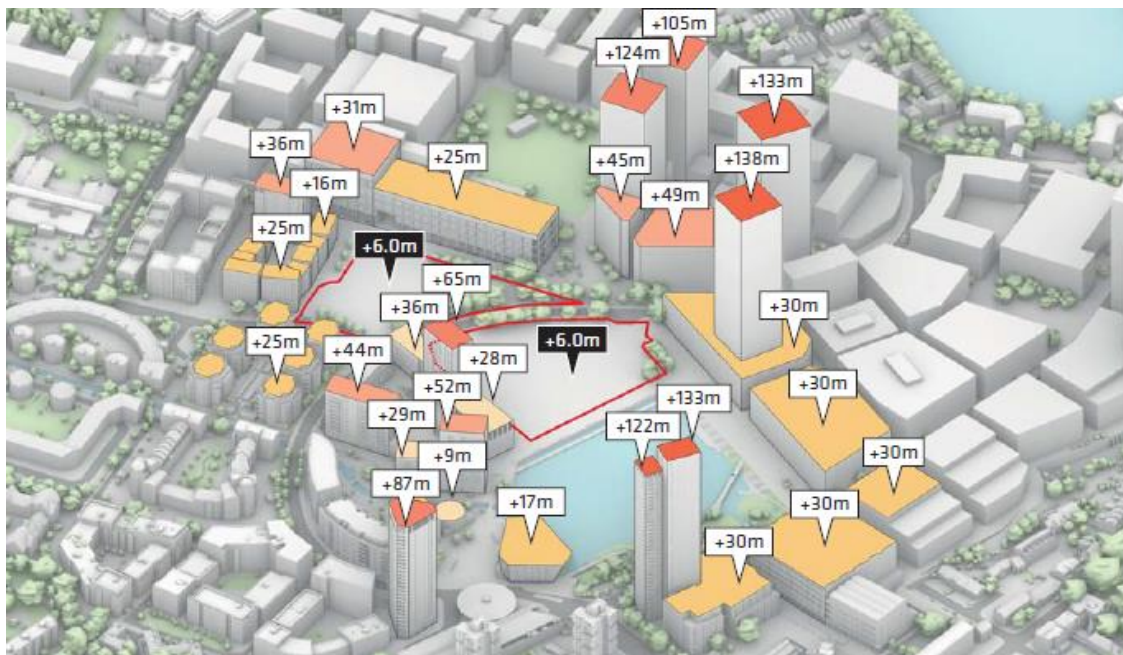 +105m
+124m
+133m
+31m
+36m
+25m
+45m
+138m
+16m
+49m
+25m
+6.0m
+65m
+36m
+30m
+6.0m
+25m
+44m
+28m
+30m
+52m
+29m
+122m
+133m
+9m
+30m
+87m
+17m
+30m
+30m